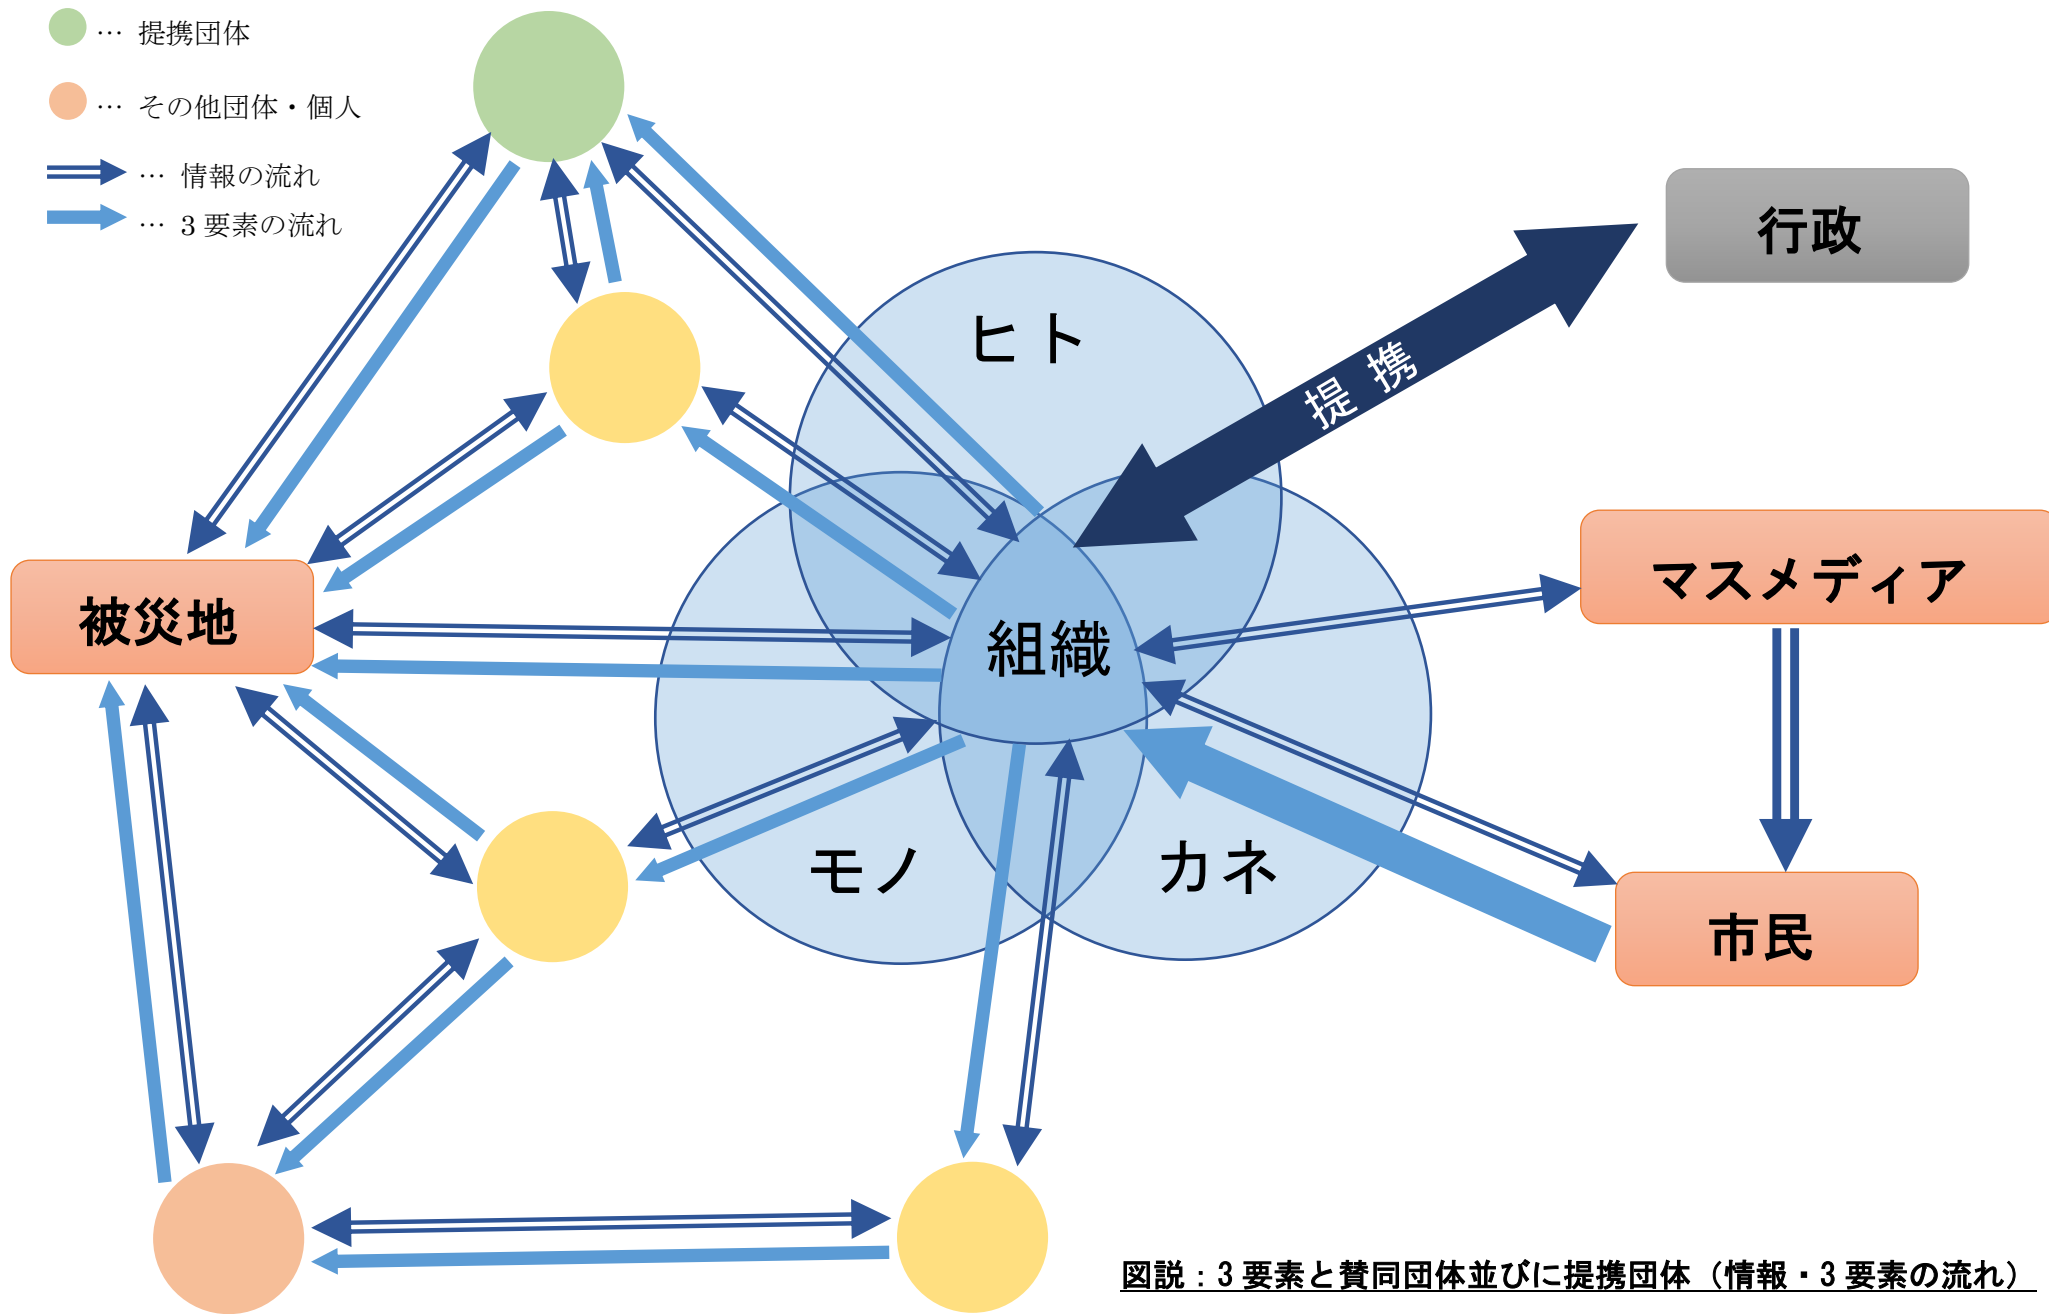 … 提携団体
… その他団体・個人
… 情報の流れ
… 3 要素の流れ
行政
ヒト
提 携
マスメディア
被災地
組織
モノ
カネ
市民
図説：3 要素と賛同団体並びに提携団体（情報・3 要素の流れ）